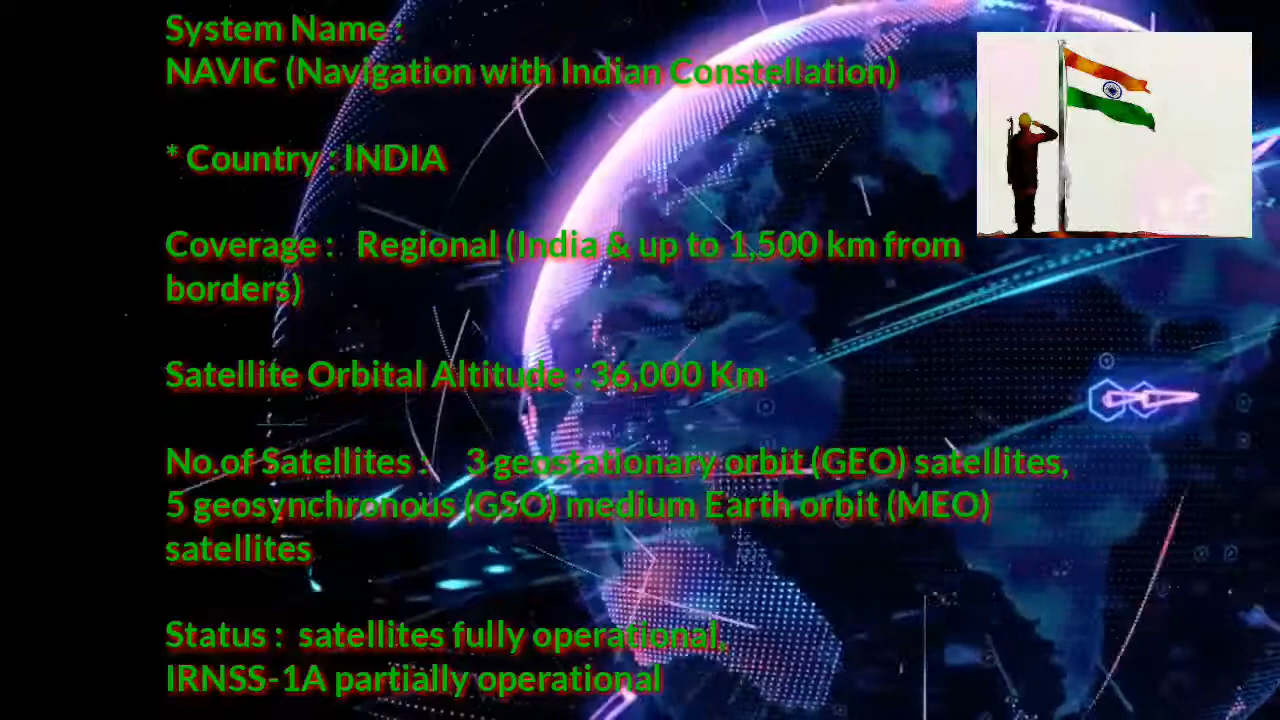 System Name :
NAVIC (Navigation with Indian Constellation)
* Country : INDIA
Coverage :   Regional (India & up to 1,500 km from
borders)
Satellite Orbital Altitude : 36,000 Km
No.of Satellites :    3 geostationary orbit (GEO) satellites,
5 geosynchronous (GSO) medium Earth orbit (MEO)
satellites
Status :  satellites fully operational,
IRNSS-1A partially operational